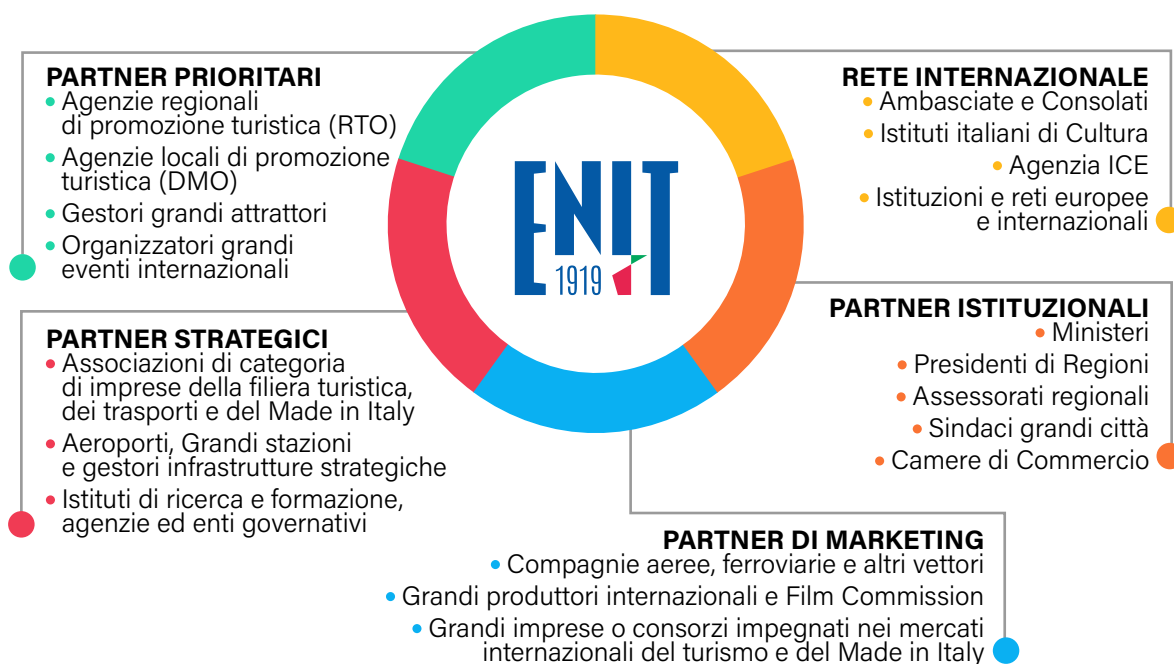 PARTNER PRIORITARI
• Agenzie regionali
di promozione turistica (RTO)
• Agenzie locali di promozione
turistica (DMO)
• Gestori grandi attrattori
• Organizzatori grandi
eventi internazionali
PARTNER STRATEGICI
• Associazioni di categoria
di imprese della filiera turistica,
dei trasporti e del Made in Italy
• Aeroporti, Grandi stazioni
e gestori infrastrutture strategiche
• Istituti di ricerca e formazione,
agenzie ed enti governativi
ENIT
1919
RETE INTERNAZIONALE
• Ambasciate e Consolati
• Istituti italiani di Cultura
• Agenzia ICE
• Istituzioni e reti europee
e internazionali
PARTNER ISTITUZIONALI
• Ministeri
• Presidenti di Regioni
• Assessorati regionali
• Sindaci grandi città
• Camere di Commercio
PARTNER DI MARKETING
• Compagnie aeree, ferroviarie e altri vettori
• Grandi produttori internazionali e Film Commission
• Grandi imprese o consorzi impegnati nei mercati
internazionali del turismo e del Made in Italy